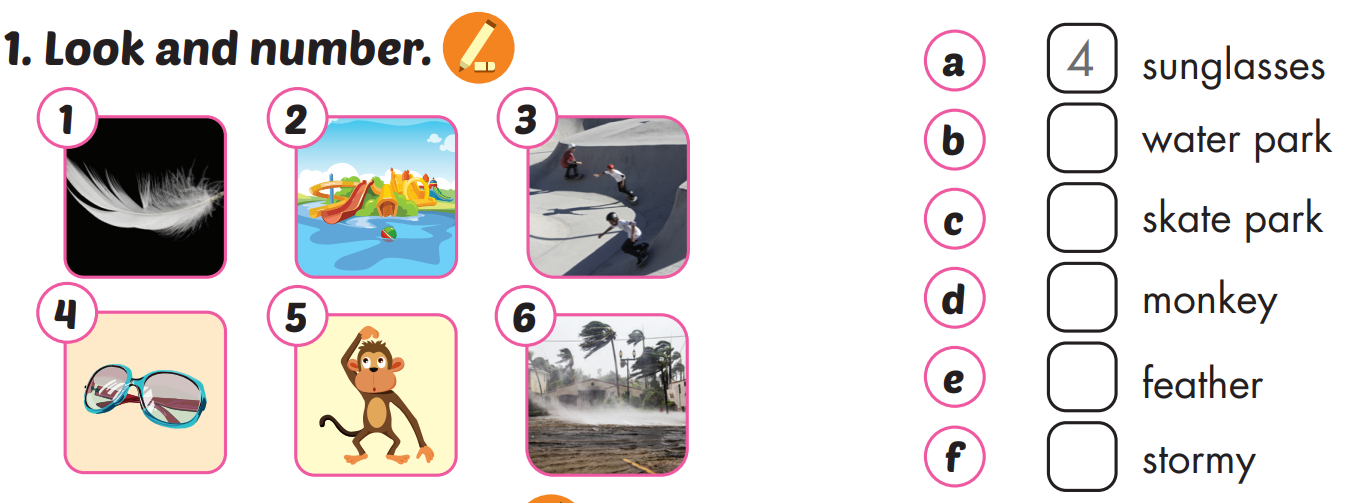 1. Look and number.
1
2
3
4
5
6
a 4 sunglasses
b water park
c skate park
d monkey
e feather
f stormy